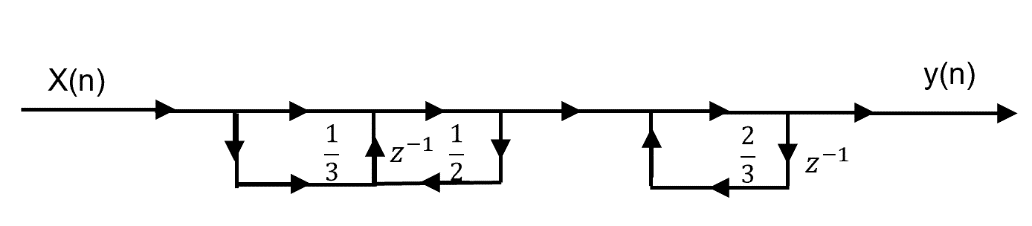 X(n)
y(n)
1/3
z⁻¹
1/2
2/3
z⁻¹